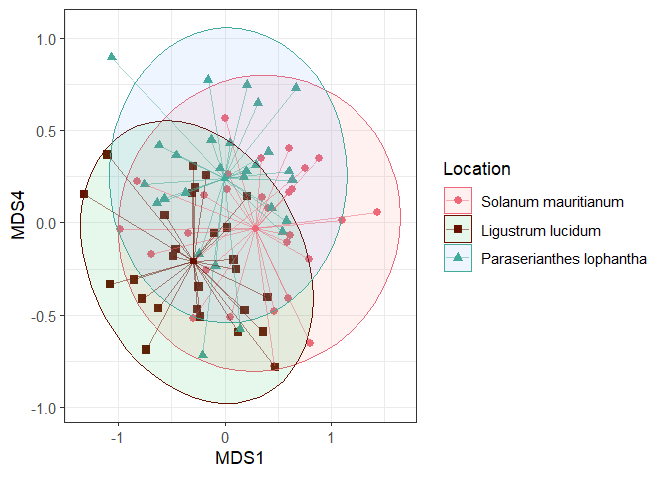 1.0
0.5
0.0
-0.5
-1.0
MDS4
-1
0
1
MDS1
Location
Solanum mauritianum
Ligustrum lucidum
Paraserianthes lophantha